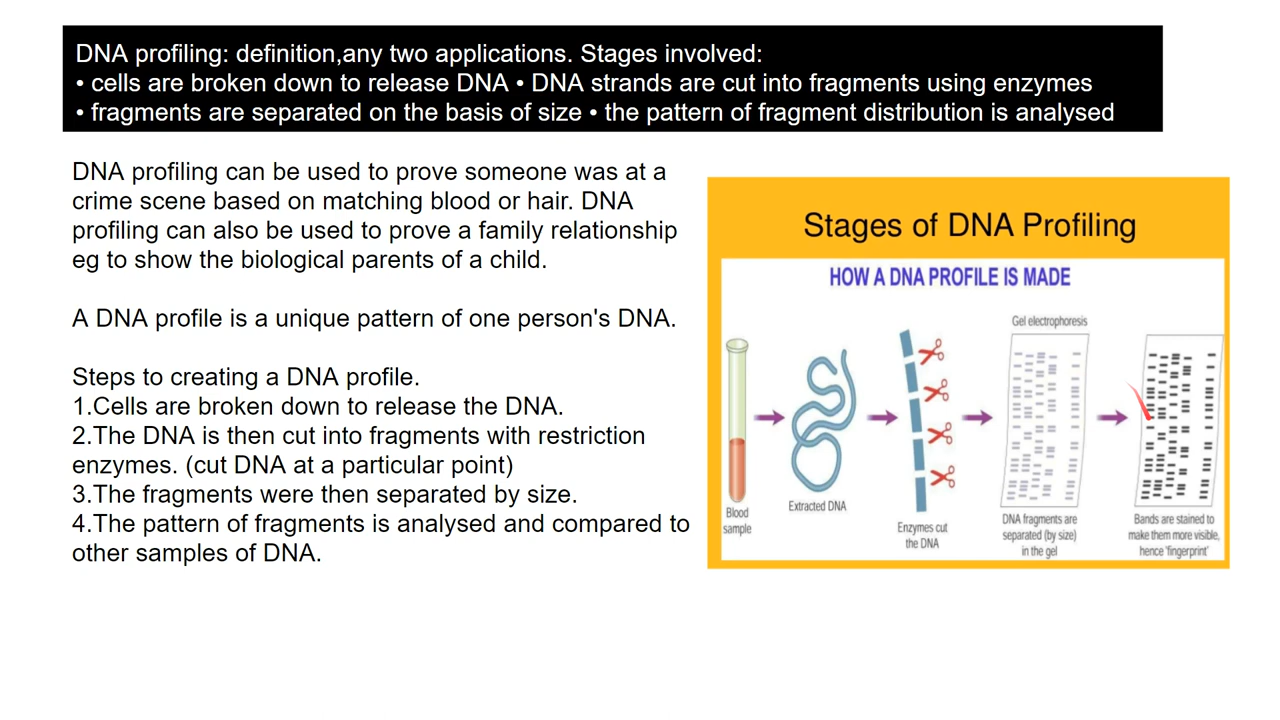 DNA profiling: definition,any two applications. Stages involved:
• cells are broken down to release DNA • DNA strands are cut into fragments using enzymes
• fragments are separated on the basis of size • the pattern of fragment distribution is analysed
DNA profiling can be used to prove someone was at a
crime scene based on matching blood or hair. DNA
profiling can also be used to prove a family relationship
eg to show the biological parents of a child.
A DNA profile is a unique pattern of one person's DNA.
Steps to creating a DNA profile.
1.Cells are broken down to release the DNA.
2.The DNA is then cut into fragments with restriction
enzymes. (cut DNA at a particular point)
3.The fragments were then separated by size.
4.The pattern of fragments is analysed and compared to
other samples of DNA.
Stages of DNA Profiling
HOW A DNA PROFILE IS MADE
Gel electrophoresis
Blood
sample
Extracted DNA
Enzymes cut
the DNA
DNA fragments are
separated (by size)
in the gel
Bands are stained to
make them more visible,
hence 'fingerprint'